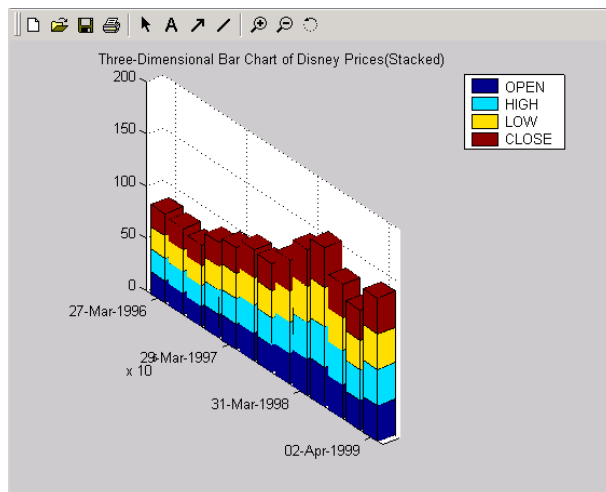 A
Three-Dimensional Bar Chart of Disney Prices(Stacked)
OPEN
HIGH
LOW
CLOSE
200
150
100
50
0
27-Mar-1996
29-Mar-1997
x 10
31-Mar-1998
02-Apr-1999